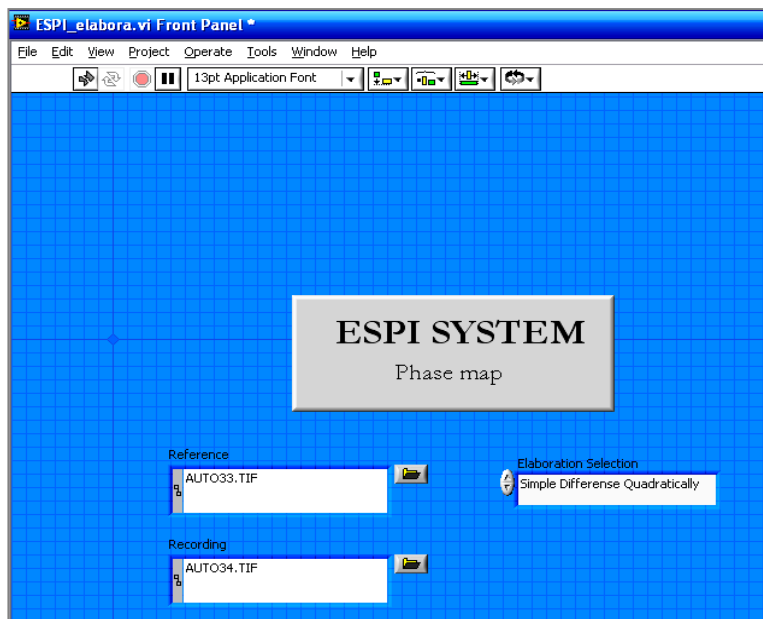 ESPI_elabora.vi Front Panel *
File Edit View Project Operate Tools Window Help
13pt Application Font
ESPI SYSTEM
Phase map
Reference
AUTO33.TIF
Elaboration Selection
Simple Differense Quadratically
Recording
AUTO34.TIF